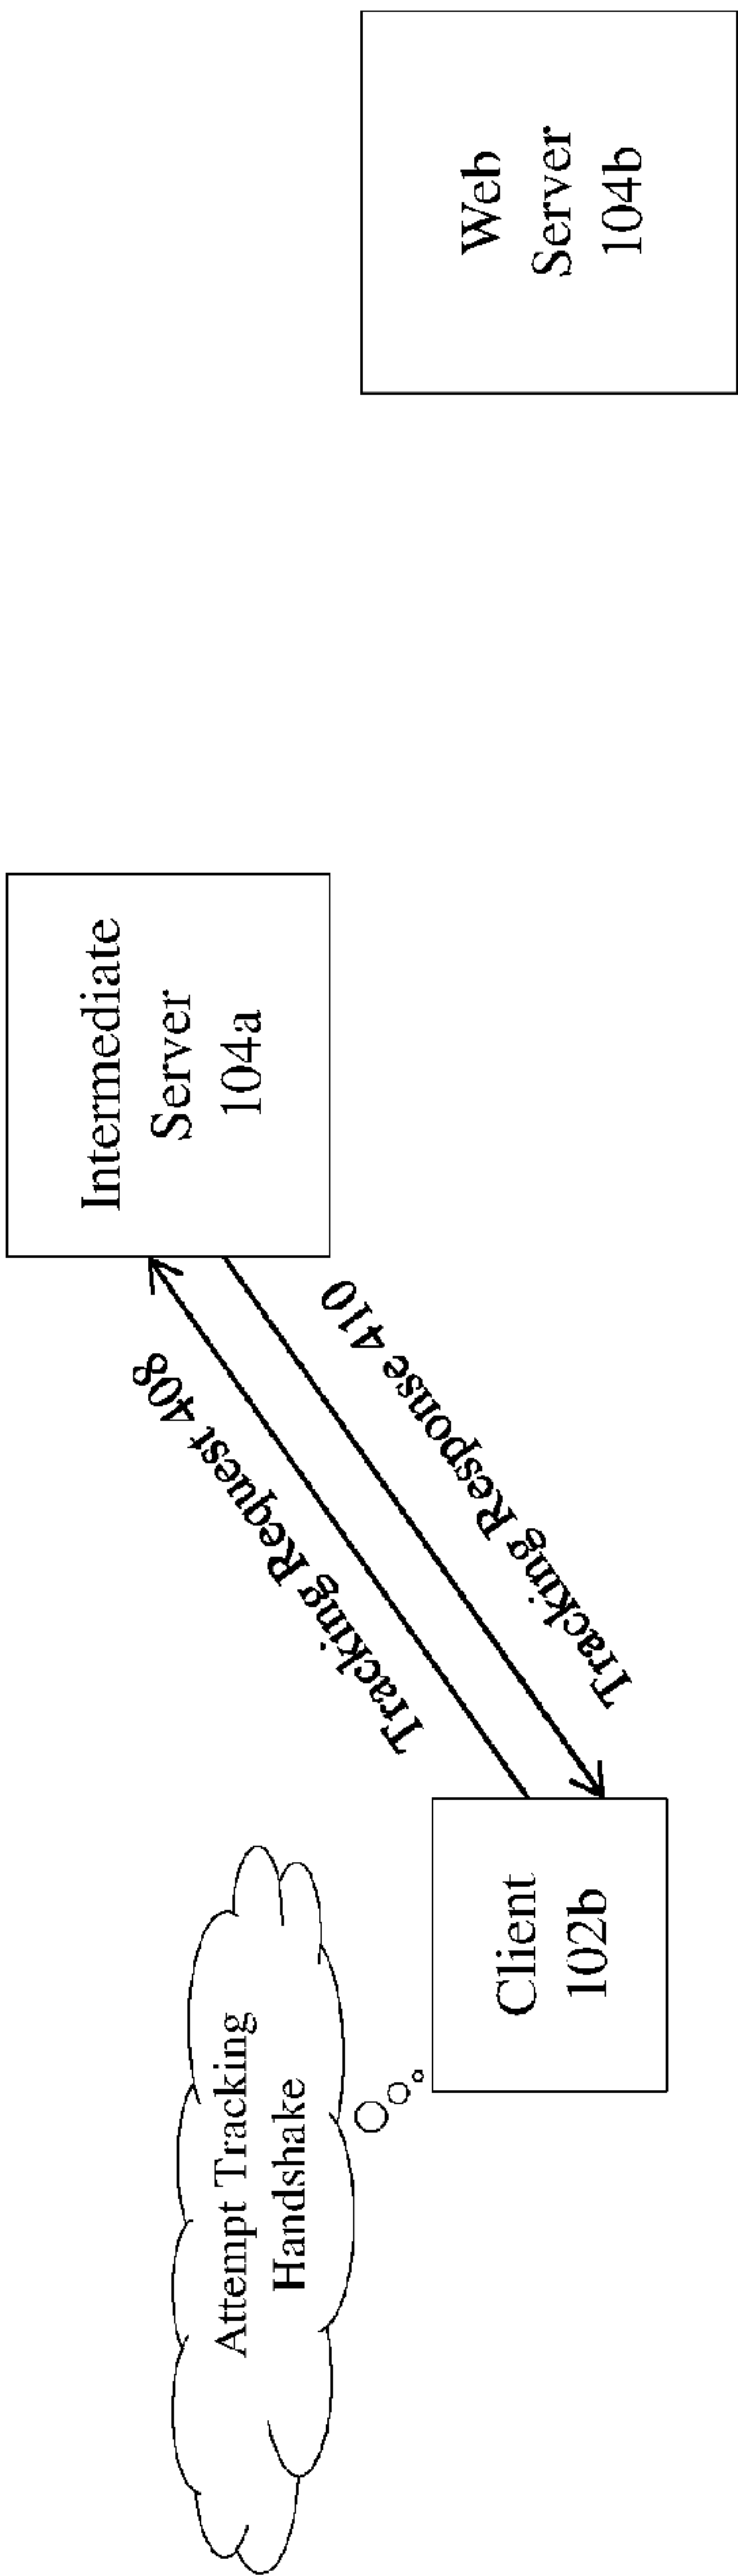 Attempt Tracking
Handshake
Client
102b
Tracking Request 408
Tracking Response 410
Intermediate
Server
104a
Web
Server
104b